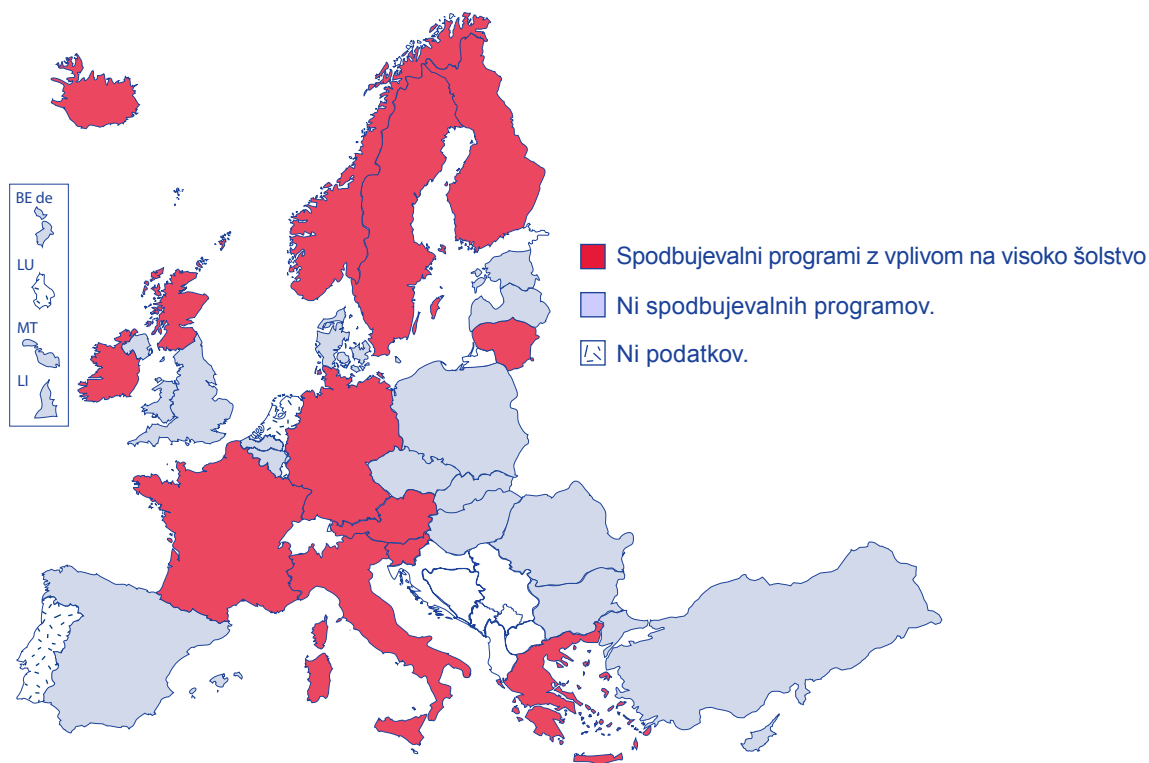 BE de
LU
MT
LI
Spodbujevalni programi z vplivom na visoko šolstvo
Ni spodbujevalnih programov.
Ni podatkov.